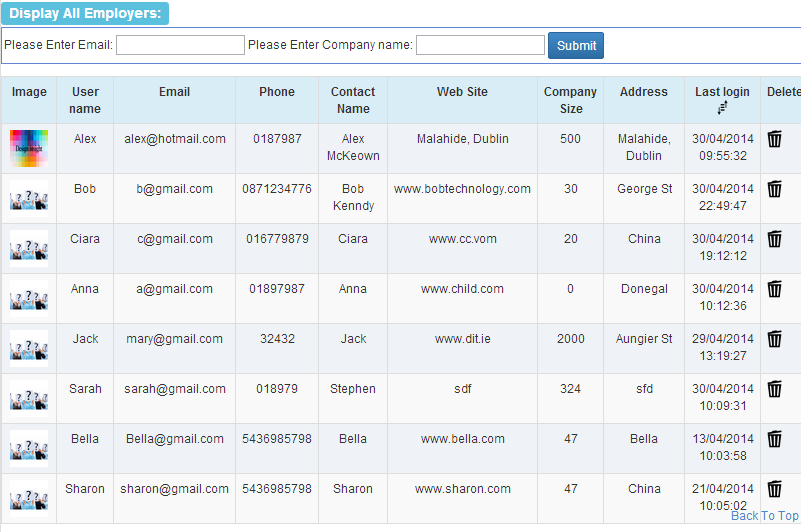 Display All Employers:
Please Enter Email: Please Enter Company name: Submit
Image User name Email Phone Contact Name Web Site Company Size Address Last login Delete
Alex alex@hotmail.com 0187987 Alex McKeown Malahide, Dublin 500 Malahide, Dublin 30/04/2014 09:55:32
Bob b@gmail.com 0871234776 Bob Kenndy www.bobtechnology.com 30 George St 30/04/2014 22:49:47
Ciara c@gmail.com 016779879 Ciara www.cc.vom 20 China 30/04/2014 19:12:12
Anna a@gmail.com 01897987 Anna www.child.com 0 Donegal 30/04/2014 10:12:36
Jack mary@gmail.com 32432 Jack www.dit.ie 2000 Aungier St 29/04/2014 13:19:27
Sarah sarah@gmail.com 018979 Stephen sdf 324 sfd 30/04/2014 10:09:31
Bella Bella@gmail.com 5436985798 Bella www.bella.com 47 Bella 13/04/2014 10:03:58
Sharon sharon@gmail.com 5436985798 Sharon www.sharon.com 47 China 21/04/2014 10:05:02
Back To Top